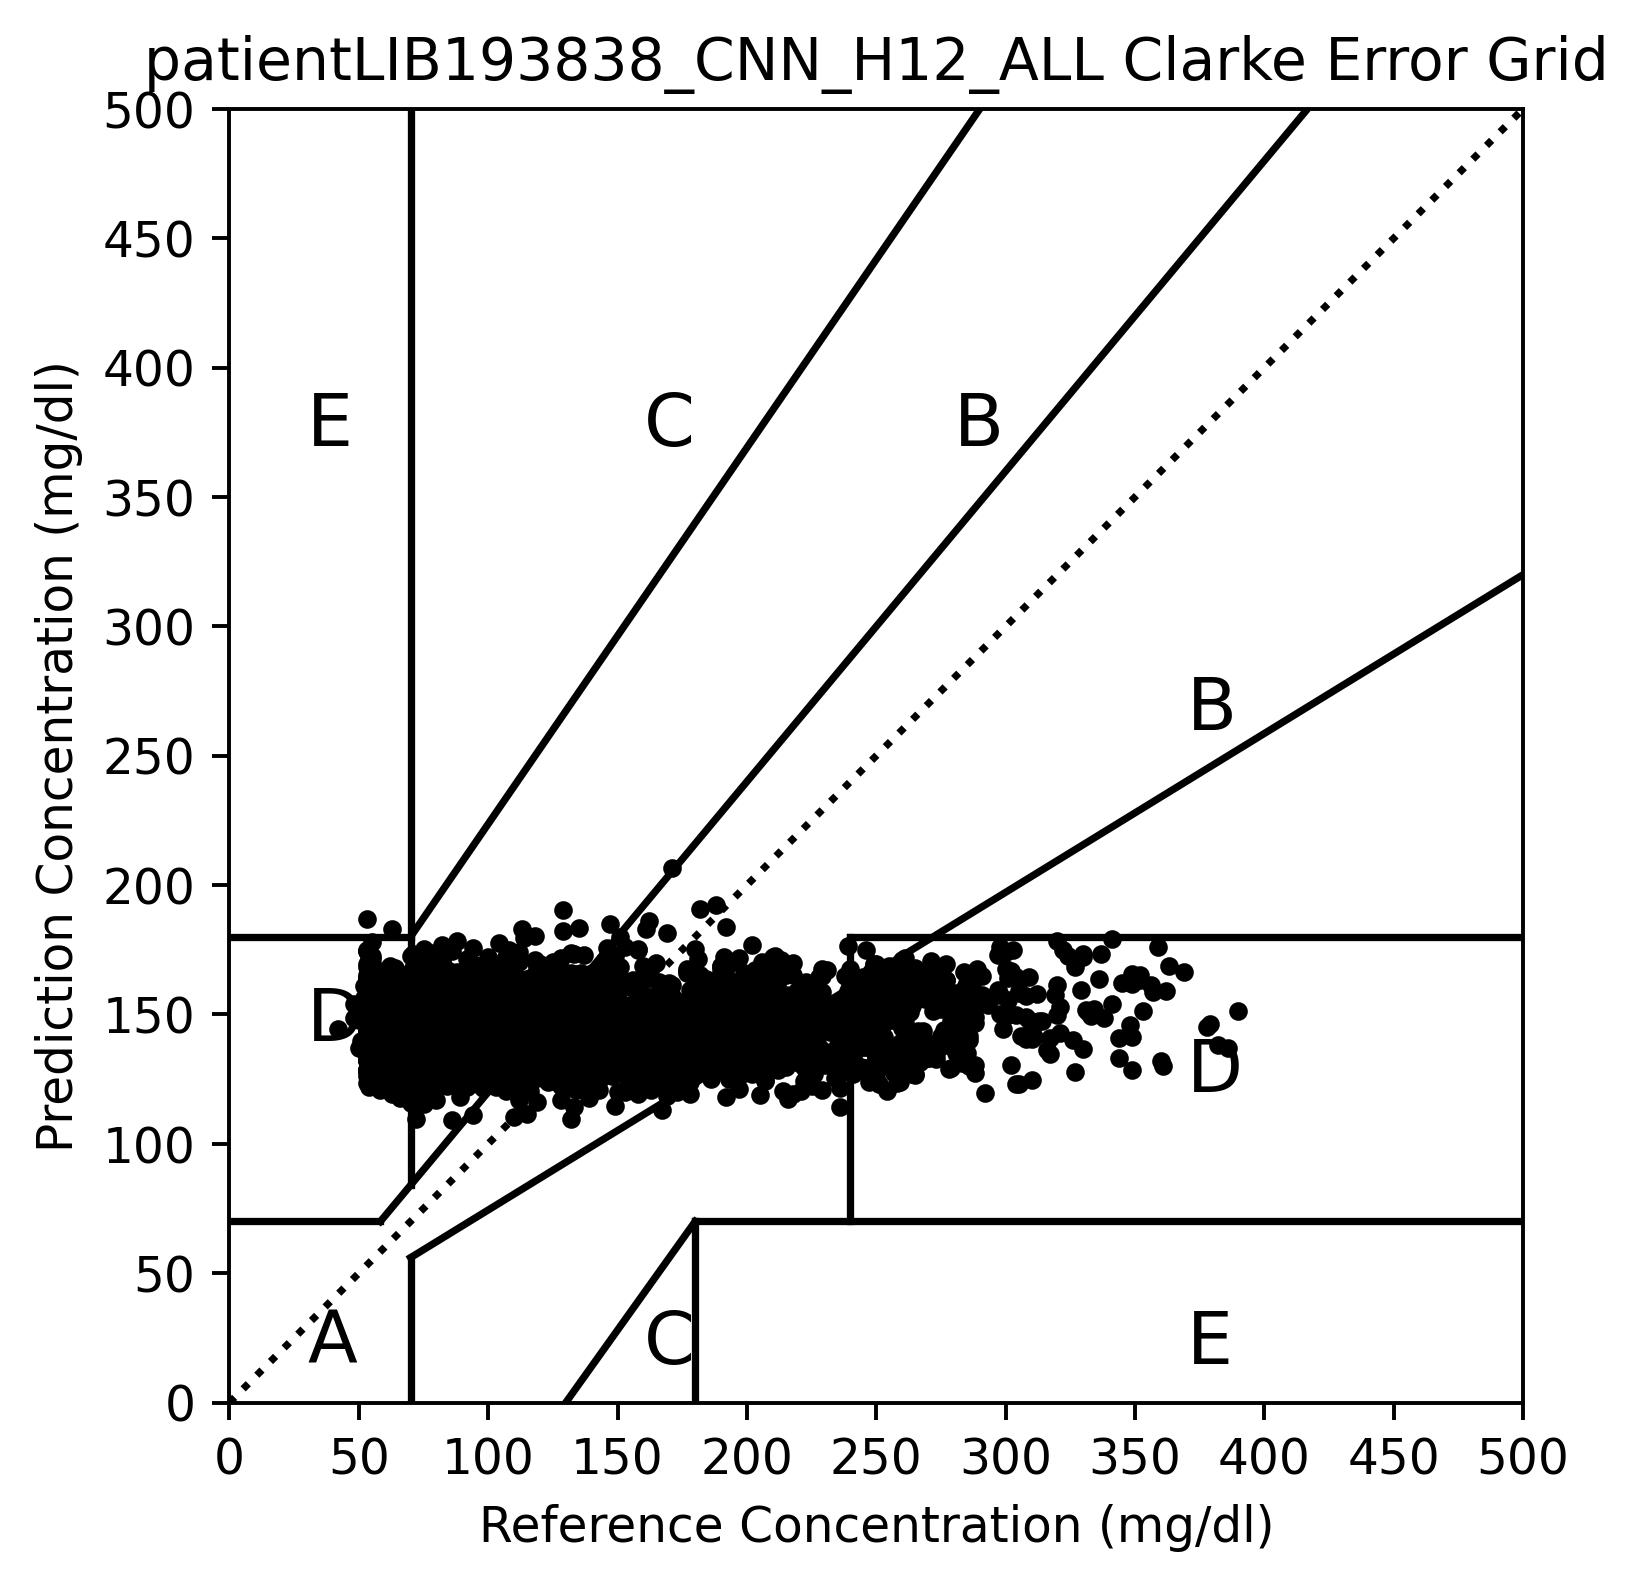 patientLIB193838_CNN_H12_ALL Clarke Error Grid
500
450
400
350
300
250
200
150
100
50
0
Prediction Concentration (mg/dl)
E
C
B
B
D
D
A
C
E
0 50 100 150 200 250 300 350 400 450 500
Reference Concentration (mg/dl)